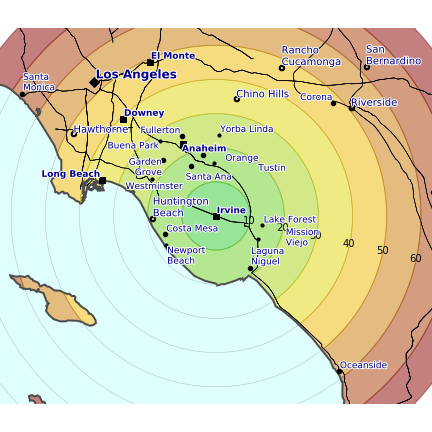 El Monte
San
Bernardino
Rancho
Cucamonga
Santa
Monica
Los Angeles
Chino Hills
Corona
Riverside
Downey
Hawthorne
Fullerton
Yorba Linda
Buena Park
Anaheim
Orange
Garden
Grove
Tustin
Long Beach
Santa Ana
Westminster
Huntington
Beach
Irvine
10
20
30
40
50
60
Lake Forest
Costa Mesa
Mission
Viejo
Newport
Beach
Laguna
Niguel
Oceanside